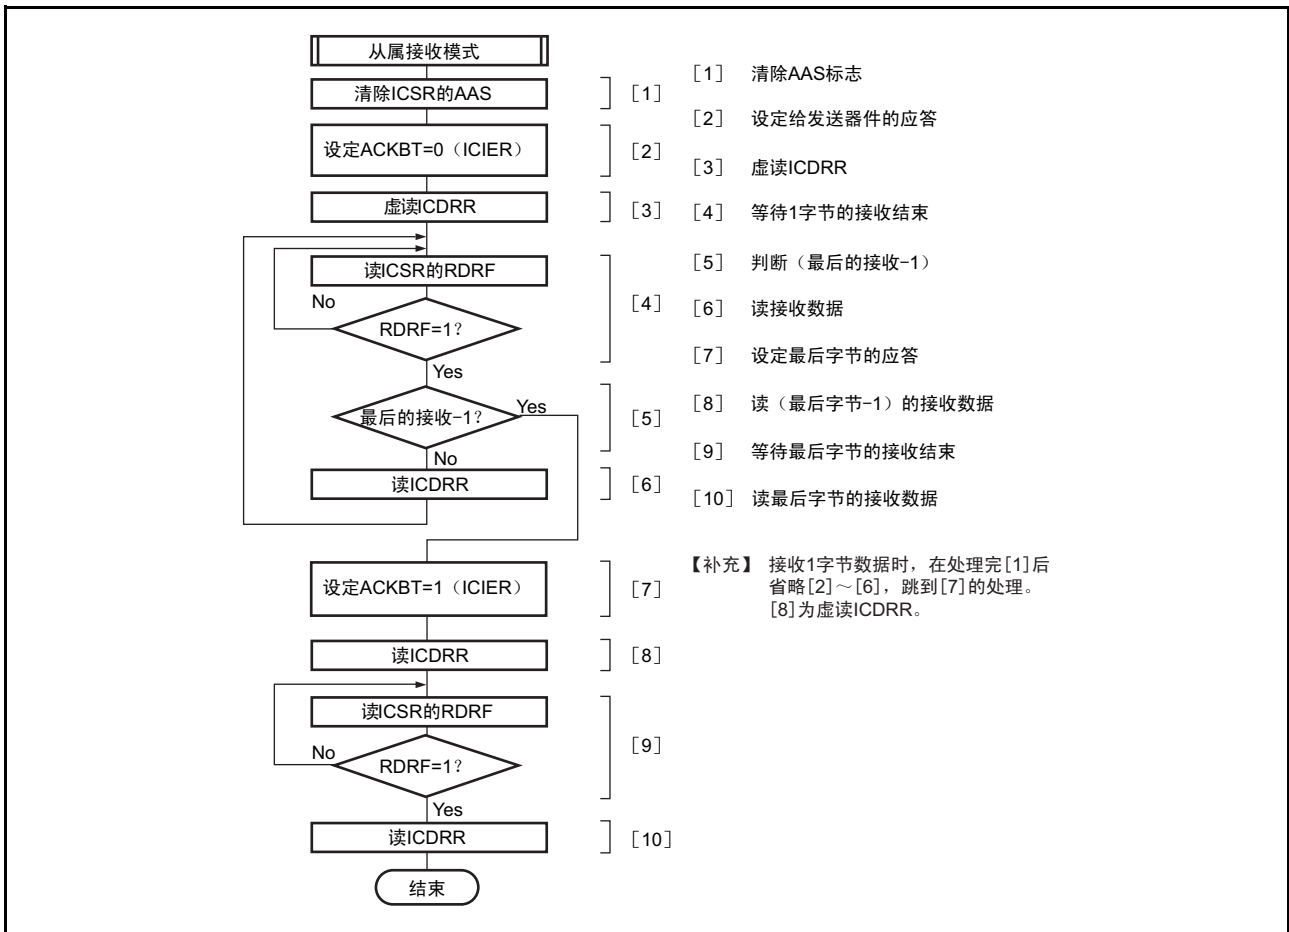 从属接收模式
清除ICSR的AAS
[1]
设定ACKBT=0（ICIER）
[2]
虚读ICDRR
[3]
读ICSR的RDRF
No
RDRF=1？
[4]
Yes
最后的接收-1？
Yes
[5]
No
读ICDRR
[6]
设定ACKBT=1（ICIER）
[7]
读ICDRR
[8]
读ICSR的RDRF
No
RDRF=1？
[9]
Yes
读ICDRR
[10]
结束
[1] 清除AAS标志
[2] 设定给发送器件的应答
[3] 虚读ICDRR
[4] 等待1字节的接收结束
[5] 判断（最后的接收-1）
[6] 读接收数据
[7] 设定最后字节的应答
[8] 读（最后字节-1）的接收数据
[9] 等待最后字节的接收结束
[10] 读最后字节的接收数据
【补充】 接收1字节数据时，在处理完[1]后
省略[2]～[6]，跳到[7]的处理。
[8]为虚读ICDRR。